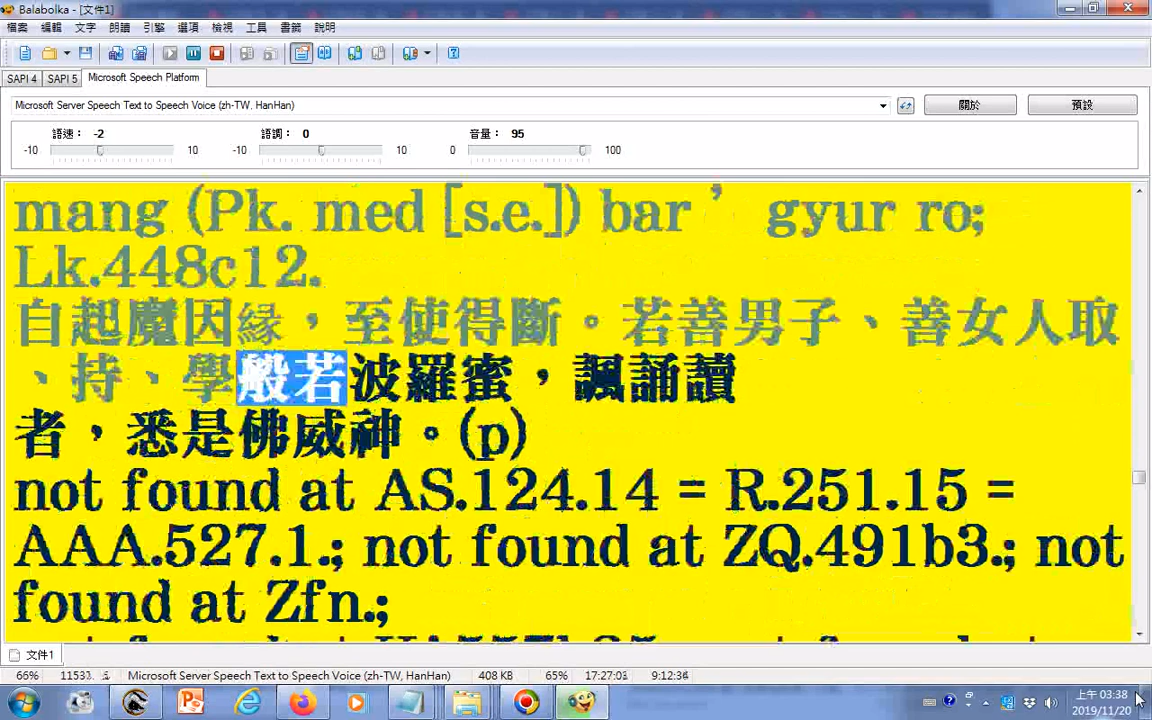 Balabolka - [文件1]
檔案 編輯 文字 朗讀 引擎 選項 檢視 工具 書籤 說明
SAPI 4 SAPI 5 Microsoft Speech Platform
Microsoft Server Speech Text to Speech Voice (zh-TW, HanHan) 關於 預設
語速： -2 語調： 0 音量： 95
-10 10 -10 10 0 100
mang (Pk. med [s.e.]) bar ’ gyur ro;
Lk.448c12.
自起魔因緣，至使得斷。若善男子、善女人取
、持、學般若波羅蜜，諷誦讀
者，悉是佛威神。(p)
not found at AS.124.14 = R.251.15 =
AAA.527.1.; not found at ZQ.491b3.; not
found at Zfn.;
文件1
66% Microsoft Server Speech Text to Speech Voice (zh-TW, HanHan) 408 KB 65% 17:27:01 9:12:34
上午 03:38
2019/11/20